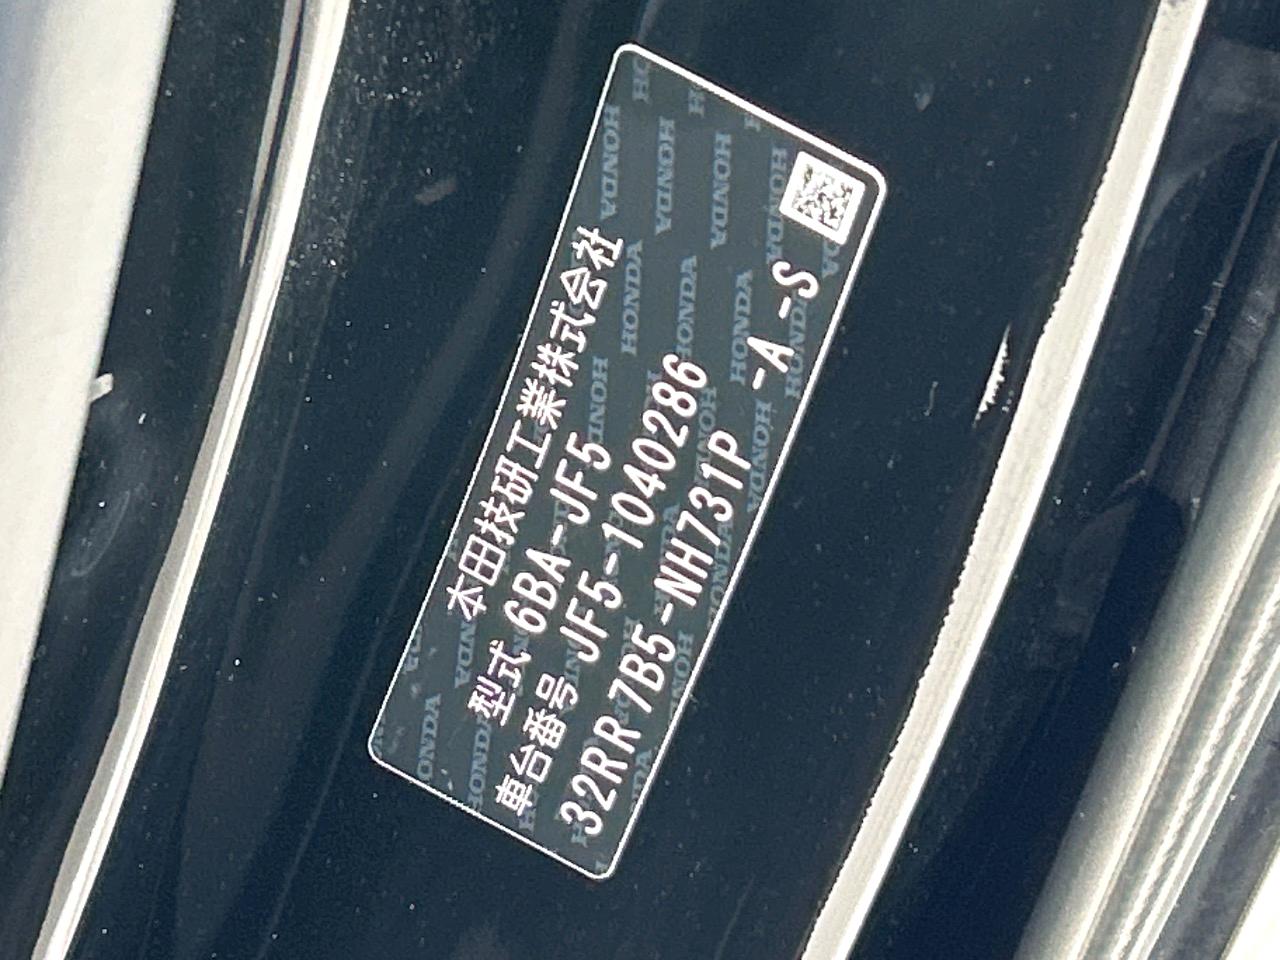 本田技研工業株式会社
型式 6BA-JF5
車台番号 JF5-1040286
32RR 7B5-NH731P -A -S